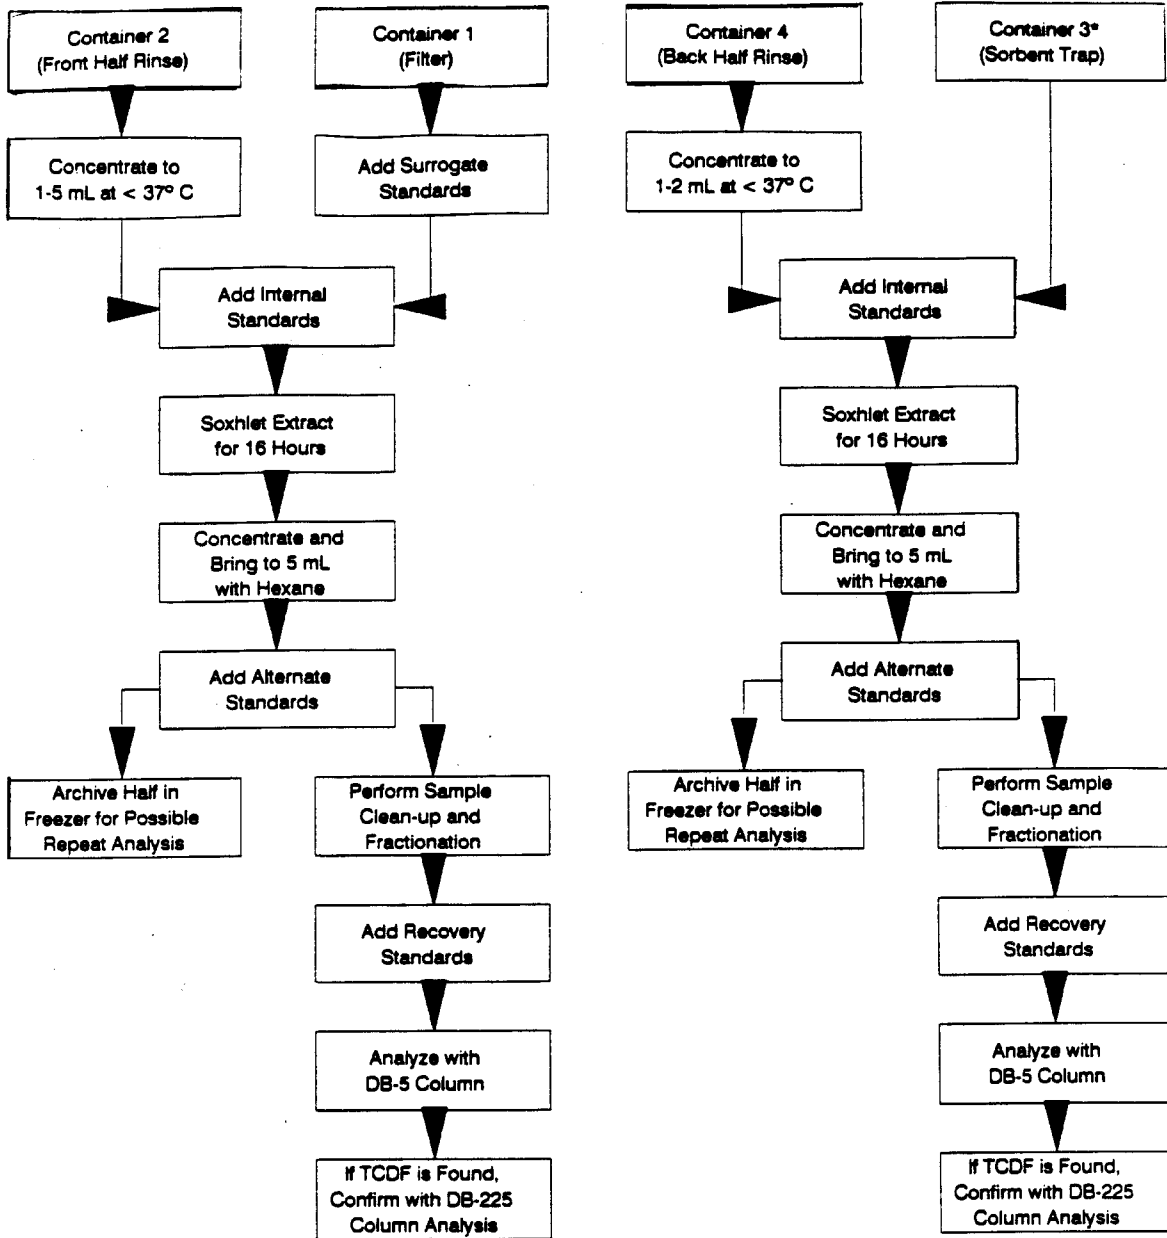 Container 2
(Front Half Rinse)
Container 1
(Filter)
Container 4
(Back Half Rinse)
Container 3*
(Sorbent Trap)
Concentrate to
1-5 mL at < 37º C
Add Surrogate
Standards
Concentrate to
1-2 mL at < 37º C
Add Internal
Standards
Add Internal
Standards
Soxhlet Extract
for 16 Hours
Soxhlet Extract
for 16 Hours
Concentrate and
Bring to 5 mL
with Hexane
Concentrate and
Bring to 5 mL
with Hexane
Add Alternate
Standards
Add Alternate
Standards
Archive Half in
Freezer for Possible
Repeat Analysis
Perform Sample
Clean-up and
Fractionation
Archive Half in
Freezer for Possible
Repeat Analysis
Perform Sample
Clean-up and
Fractionation
Add Recovery
Standards
Add Recovery
Standards
Analyze with
DB-5 Column
Analyze with
DB-5 Column
If TCDF is Found,
Confirm with DB-225
Column Analysis
If TCDF is Found,
Confirm with DB-225
Column Analysis